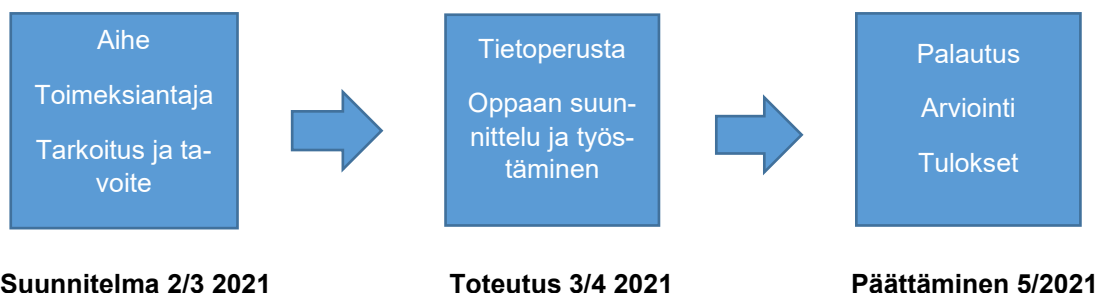 Aihe
Toimeksiantaja
Tarkoitus ja ta-
voite
Tietoperusta
Oppaan suun-
nittelu ja työs-
täminen
Palautus
Arviointi
Tulokset
Suunnitelma 2/3 2021
Toteutus 3/4 2021
Päättäminen 5/2021